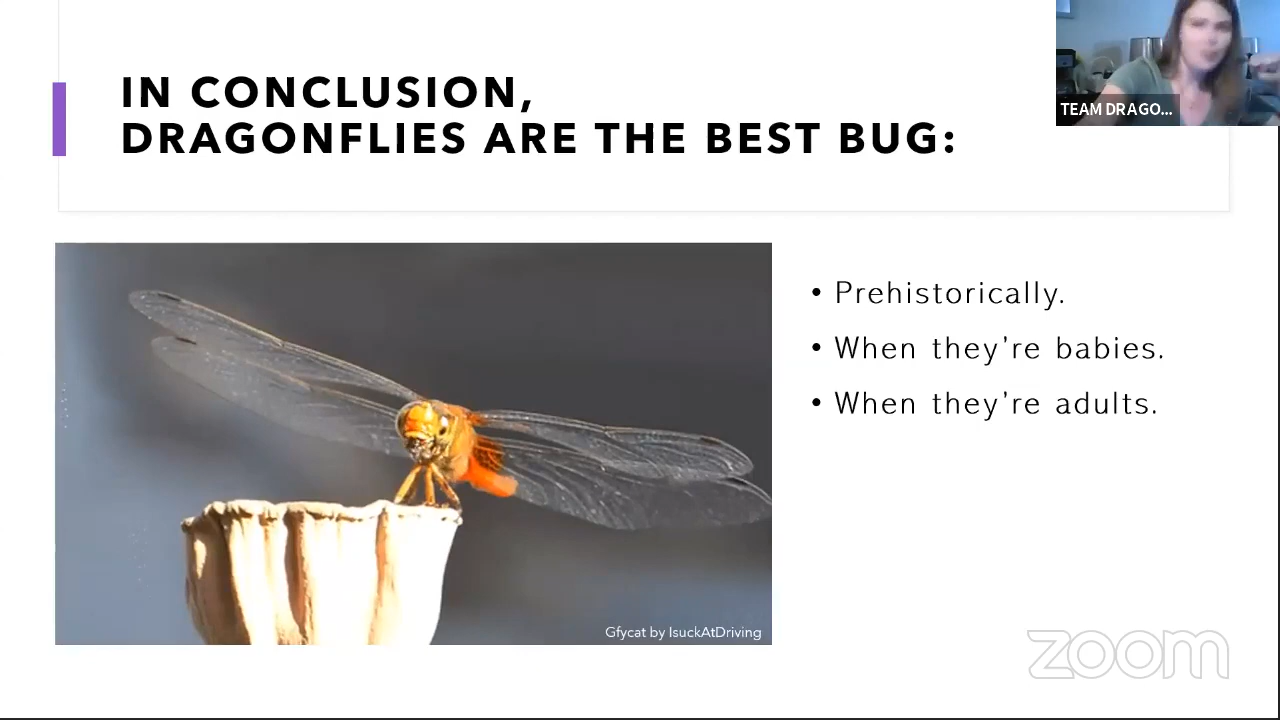 IN CONCLUSION,
DRAGONFLIES ARE THE BEST BUG:
TEAM DRAGO...
• Prehistorically.
• When they're babies.
• When they're adults.
Gfycat by IsuckAtDriving
zoom